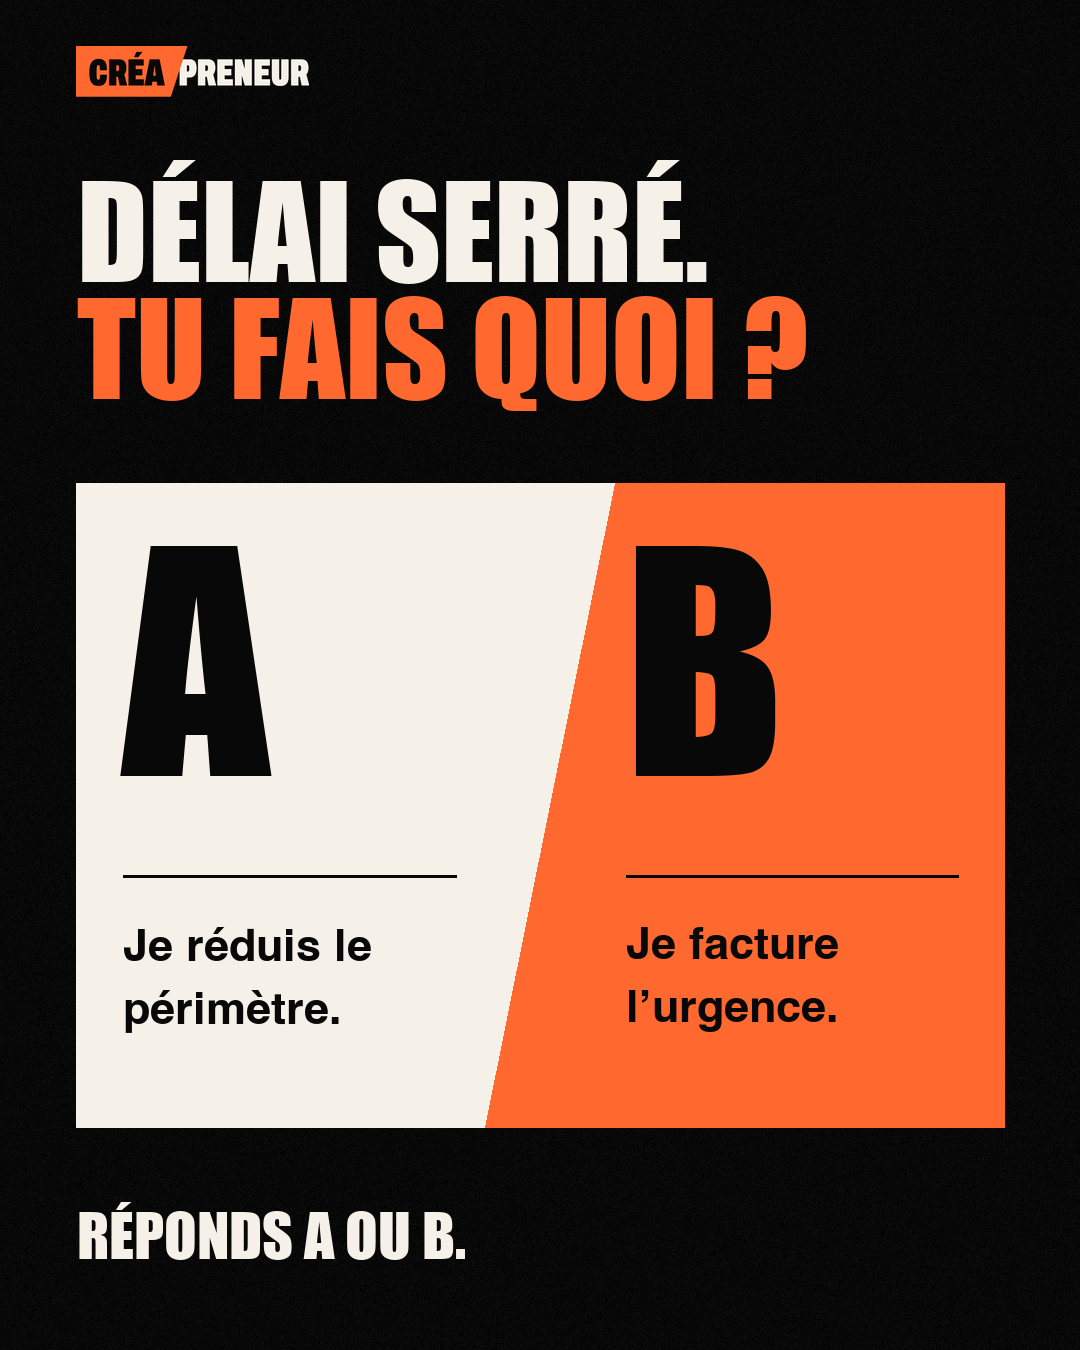 CRÉA PRENEUR
DÉLAI SERRÉ.
TU FAIS QUOI ?
A
Je réduis le
périmètre.
B
Je facture
l’urgence.
RÉPONDS A OU B.